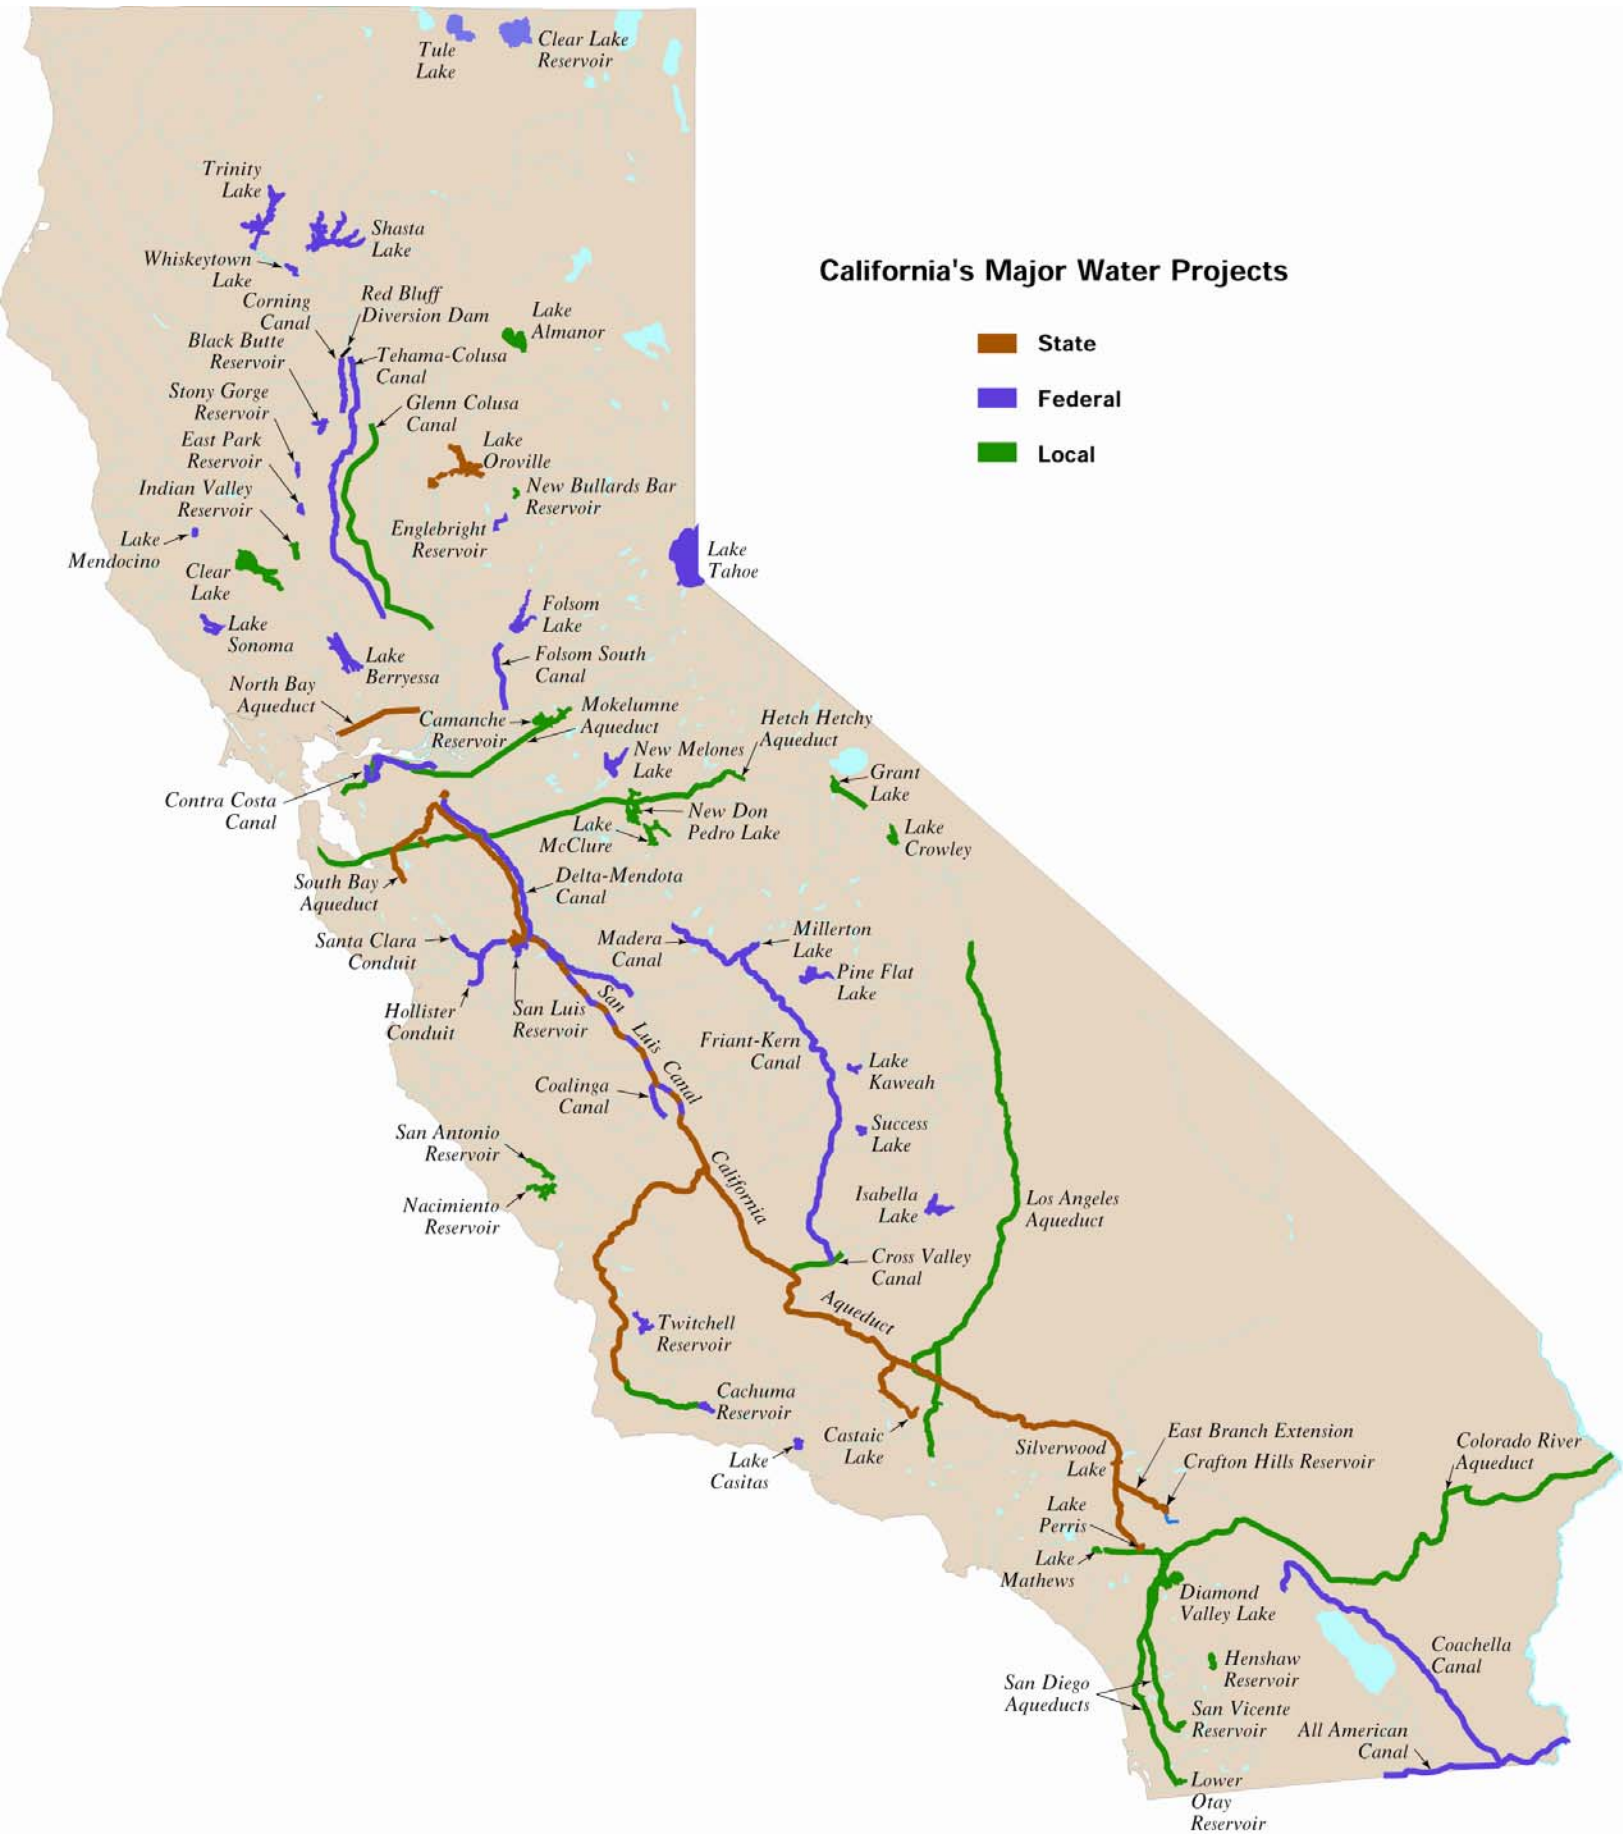 Tule
Lake
Clear Lake
Reservoir
Trinity
Lake
Shasta
Lake
Whiskeytown
Lake
California's Major Water Projects
State
Federal
Local
Corning
Canal
Red Bluff
Diversion Dam
Lake
Almanor
Black Butte
Reservoir
Tehama-Colusa
Canal
Stony Gorge
Reservoir
Glenn Colusa
Canal
East Park
Reservoir
Lake
Oroville
Indian Valley
Reservoir
New Bullards Bar
Reservoir
Englebright
Reservoir
Lake
Mendocino
Lake
Tahoe
Clear
Lake
Folsom
Lake
Lake
Sonoma
Lake
Berryessa
Folsom South
Canal
North Bay
Aqueduct
Camanche
Reservoir
Mokelumne
Aqueduct
Hetch Hetchy
Aqueduct
New Melones
Lake
Grant
Lake
Contra Costa
Canal
New Don
Pedro Lake
Lake
McClure
Lake
Crowley
South Bay
Aqueduct
Delta-Mendota
Canal
Santa Clara
Conduit
Madera
Canal
Millerton
Lake
Pine Flat
Lake
Hollister
Conduit
San Luis
Reservoir
San Luis Canal
Friant-Kern
Canal
Lake
Kaweah
Coalinga
Canal
Success
Lake
San Antonio
Reservoir
Nacimiento
Reservoir
California
Aqueduct
Isabella
Lake
Los Angeles
Aqueduct
Cross Valley
Canal
Twitchell
Reservoir
Cachuma
Reservoir
Lake
Casitas
Castaic
Lake
Silverwood
Lake
East Branch Extension
Crafton Hills Reservoir
Colorado River
Aqueduct
Lake
Perris
Lake
Mathews
Diamond
Valley Lake
Coachella
Canal
Henshaw
Reservoir
San Diego
Aqueducts
San Vicente
Reservoir
All American
Canal
Lower
Otay
Reservoir